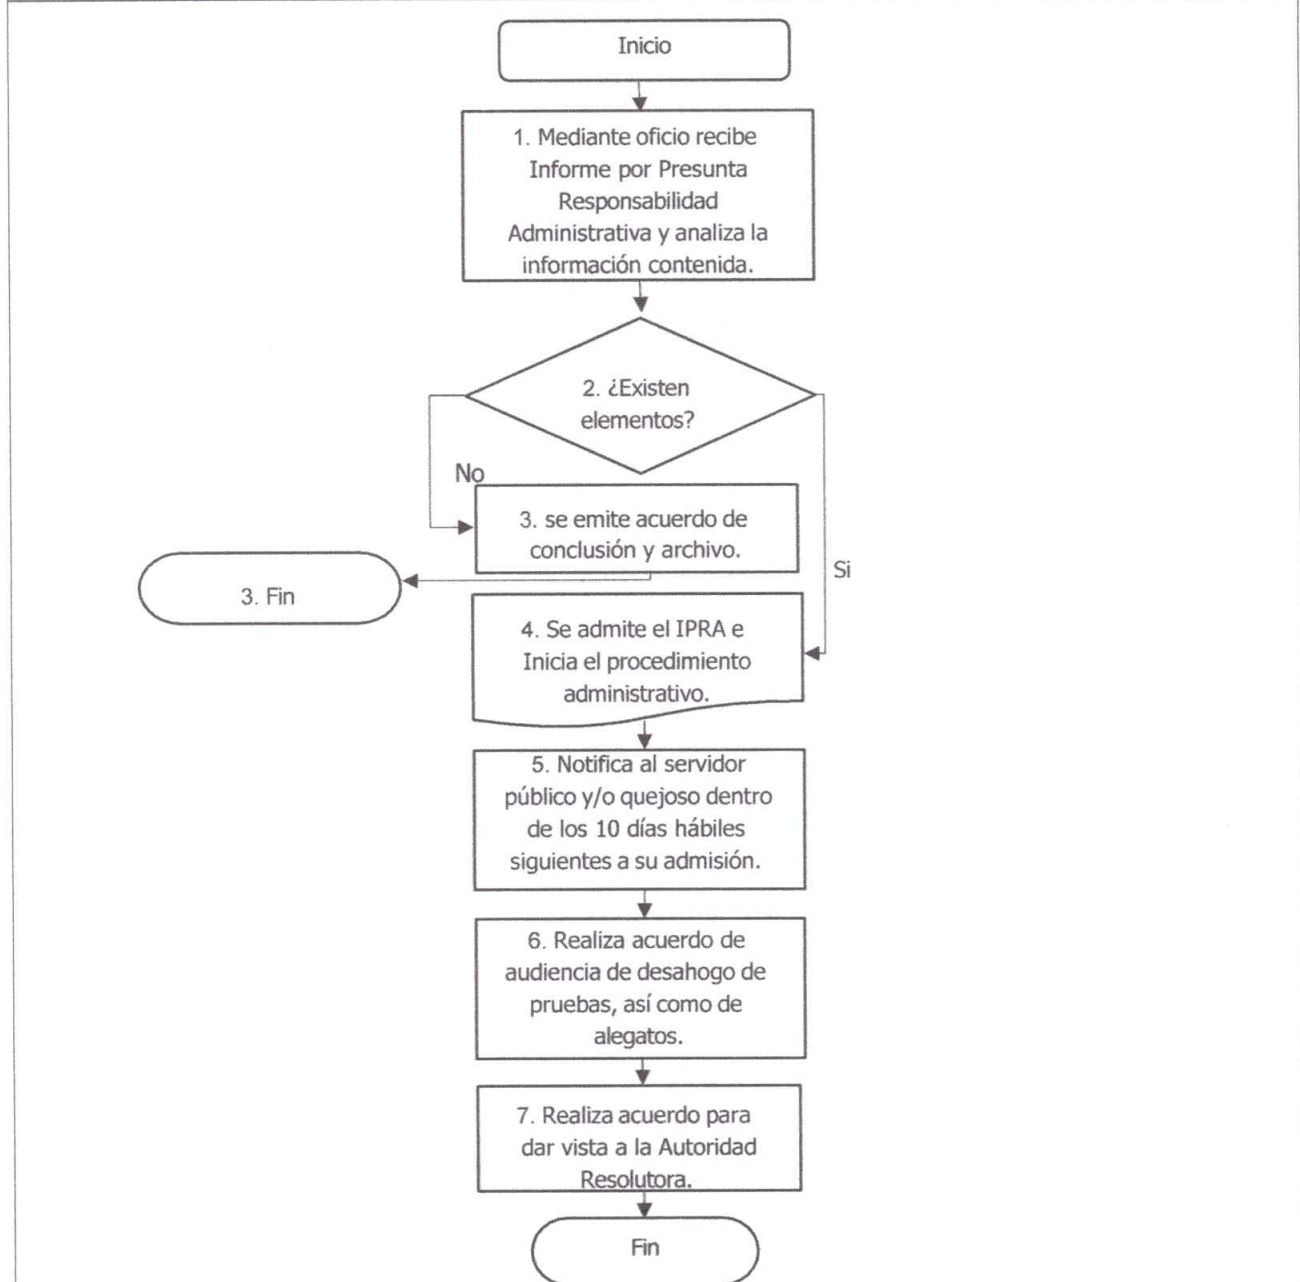 Inicio
1. Mediante oficio recibe
Informe por Presunta
Responsabilidad
Administrativa y analiza la
información contenida.
2. ¿Existen
elementos?
No
3. se emite acuerdo de
conclusión y archivo.
Si
3. Fin
4. Se admite el IPRA e
Inicia el procedimiento
administrativo.
5. Notifica al servidor
público y/o quejoso dentro
de los 10 días hábiles
siguientes a su admisión.
6. Realiza acuerdo de
audiencia de desahogo de
pruebas, así como de
alegatos.
7. Realiza acuerdo para
dar vista a la Autoridad
Resolutora.
Fin